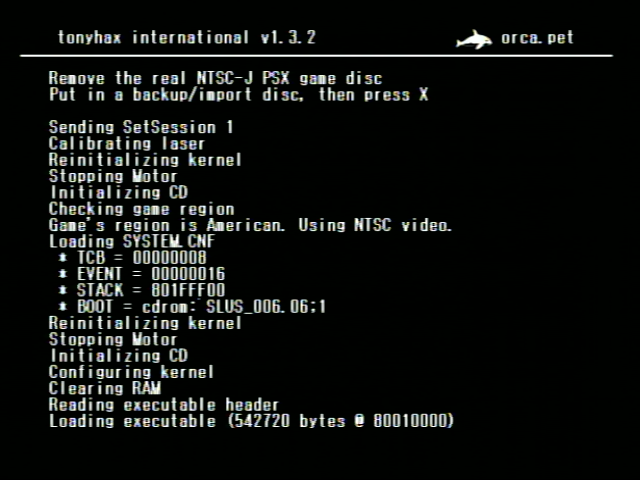 tonyhax international v1.3.2
orca.pet
Remove the real NTSC-J PSX game disc
Put in a backup/import disc, then press X
Sending SetSession 1
Calibrating laser
Reinitializing kernel
Stopping Motor
Initializing CD
Checking game region
Game's region is American. Using NTSC video.
Loading SYSTEM.CNF
* TCB = 00000008
* EVENT = 00000016
* STACK = 801FFF00
* BOOT = cdrom:`SLUS_006.06;1
Reinitializing kernel
Stopping Motor
Initializing CD
Configuring kernel
Clearing RAM
Reading executable header
Loading executable (542720 bytes @ 80010000)